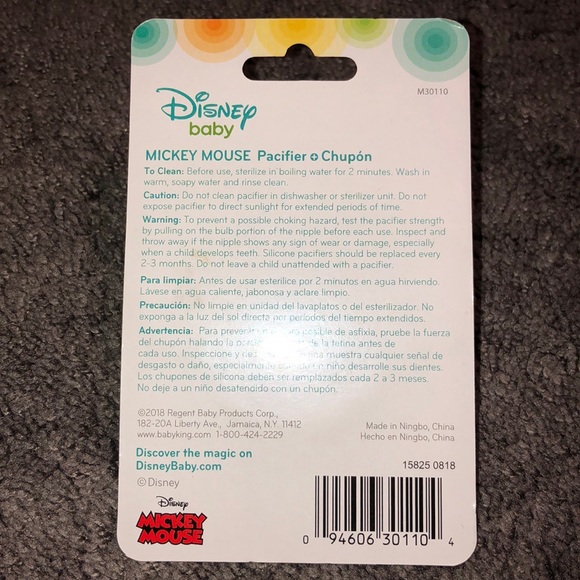 M30110
Disney
baby
MICKEY MOUSE Pacifier + Chupón
To Clean: Before use, sterilize in boiling water for 2 minutes. Wash in
warm, soapy water and rinse clean.
Caution: Do not clean pacifier in dishwasher or sterilizer unit. Do not
expose pacifier to direct sunlight for extended periods of time.
Warning: To prevent a possible choking hazard, test the pacifier strength
by pulling on the bulb portion of the nipple before each use. Inspect and
throw away if the nipple shows any sign of wear or damage, especially
when a child develops teeth. Silicone pacifiers should be replaced every
2-3 months. Do not leave a child unattended with a pacifier.
Para limpiar: Antes de usar esterilice por 2 minutos en agua hirviendo.
Lávese en agua caliente, jabonosa y aclare limpio.
Precaución: No limpie en unidad del lavaplatos o del esterilizador. No
exponga a la luz del sol directa por períodos del tiempo extendidos.
Advertencia: Para prevenir un posible de asfixia, pruebe la fuerza
del chupón halando la de la tetina antes de
cada uso. Inspeccione y muestra cualquier señal de
desgasto o daño, especialmente niño desarrolle sus dientes.
Los chupones de silicona deben ser remplazados cada 2 a 3 meses.
No deje a un niño desatendido con un chupón.
©2018 Regent Baby Products Corp.,
182-20A Liberty Ave., Jamaica, N.Y. 11412
www.babyking.com 1-800-424-2229
Made in Ningbo, China
Hecho en Ningbo, China
Discover the magic on
DisneyBaby.com
15825 0818
© Disney
Disney
MICKEY
MOUSE
0 94606 30110 4